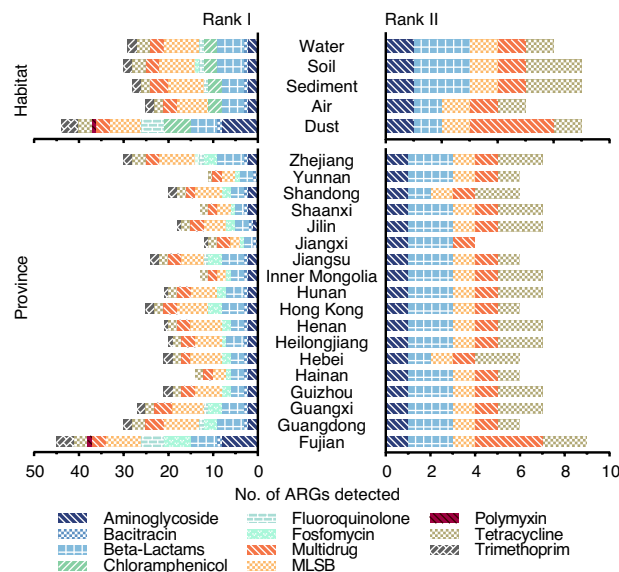 Rank I
Rank II
Habitat
Water
Soil
Sediment
Air
Dust
Province
Zhejiang
Yunnan
Shandong
Shaanxi
Jilin
Jiangxi
Jiangsu
Inner Mongolia
Hunan
Hong Kong
Henan
Heilongjiang
Hebei
Hainan
Guizhou
Guangxi
Guangdong
Fujian
50 40 30 20 10 0
0 2 4 6 8 10
No. of ARGs detected
Aminoglycoside
Bacitracin
Beta-Lactams
Chloramphenicol
Fluoroquinolone
Fosfomycin
Multidrug
MLSB
Polymyxin
Tetracycline
Trimethoprim